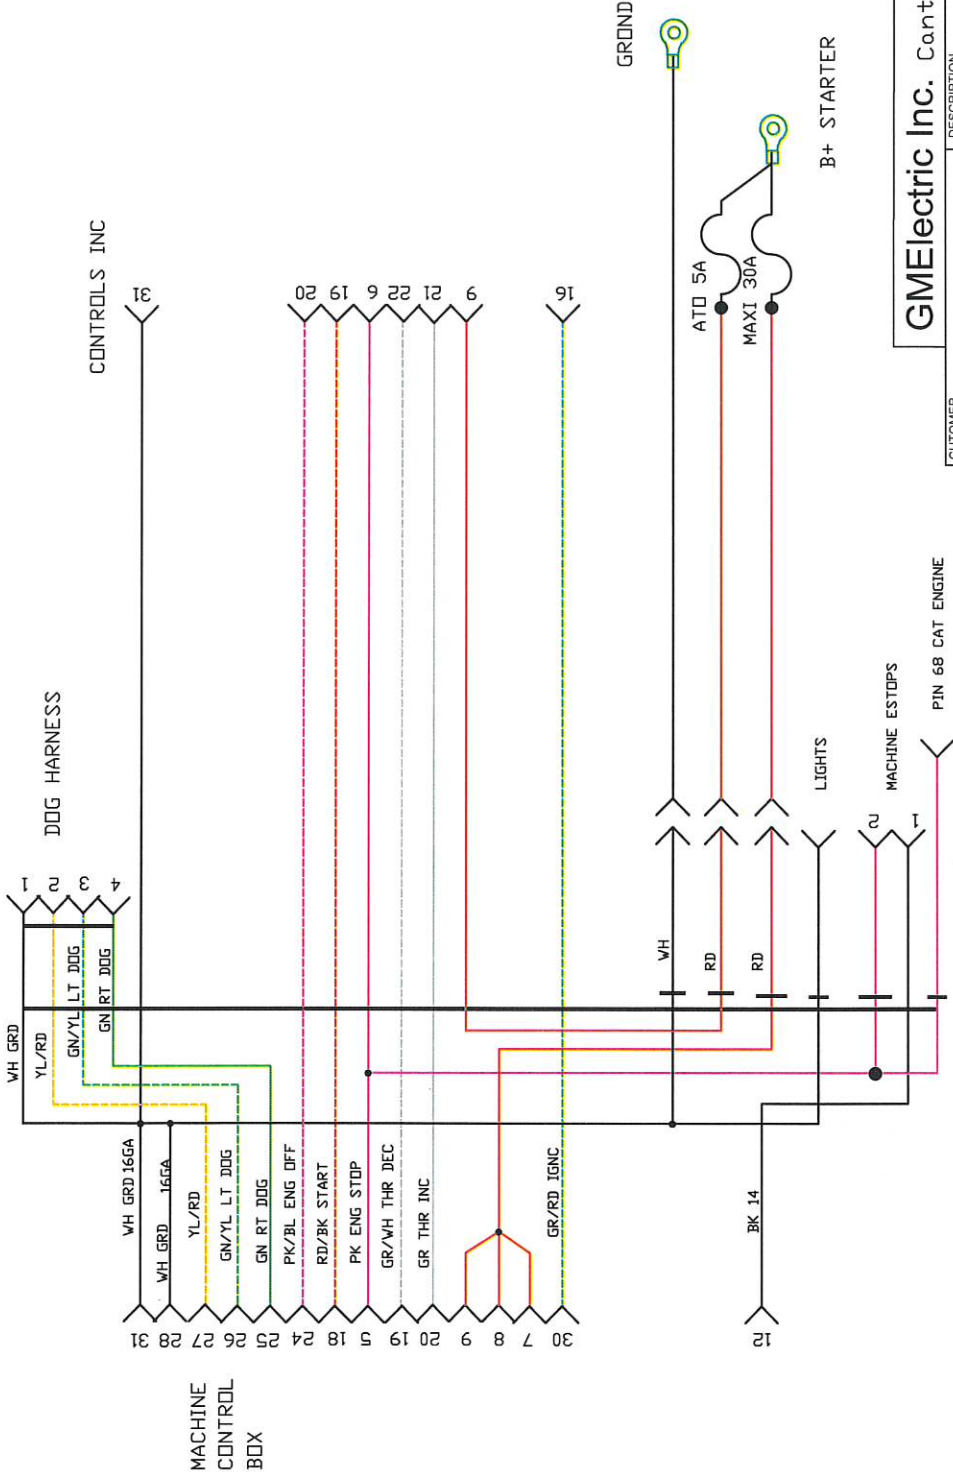 DOG HARNESS
CONTROLS INC
WH GRD
YL/RD
GN/YL LT DOG
GN RT DOG
1
2
3
4
31
WH GRD 16GA
31
WH GRD 16GA
28
YL/RD
27
GN/YL LT DOG
26
GN RT DOG
25
MACHINE
CONTROL
BOX
24 PK/BL ENG OFF 20
18 RD/BK START 19
5 PK ENG STOP 6
19 GR/WH THR DEC 22
20 GR THR INC 21
9 9
8
7
30 GR/RD IGNC 16
GROND
WH
RD
ATO 5A
RD
MAXI 30A
B+ STARTER
12 BK 14
LIGHTS
MACHINE ESTOPS
2
1
PIN 68 CAT ENGINE
GMElectric Inc. Cant
CUTOMER
DESCRIPTION